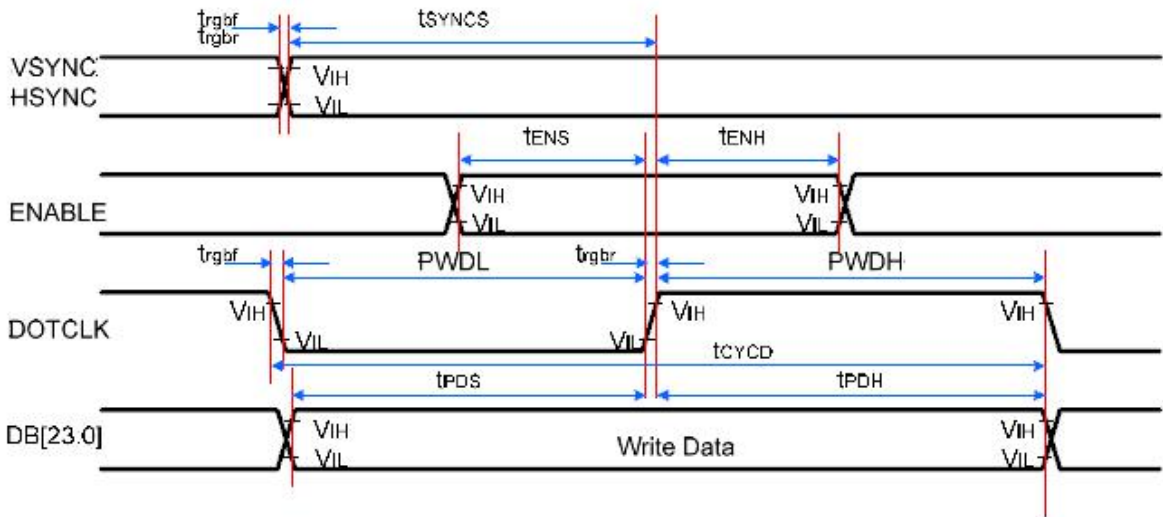 trgbf tSYNCS
trgbr
VSYNC VIH
HSYNC VIL
tENS tENH
ENABLE VIH VIH
VIL VIL
trgbf PWDL trgbr PWDH
DOTCLK VIH VIH VIH
VIL VIL
tCYCD
tPDS tPDH
DB[23.0] VIH Write Data VIH
VIL VIL